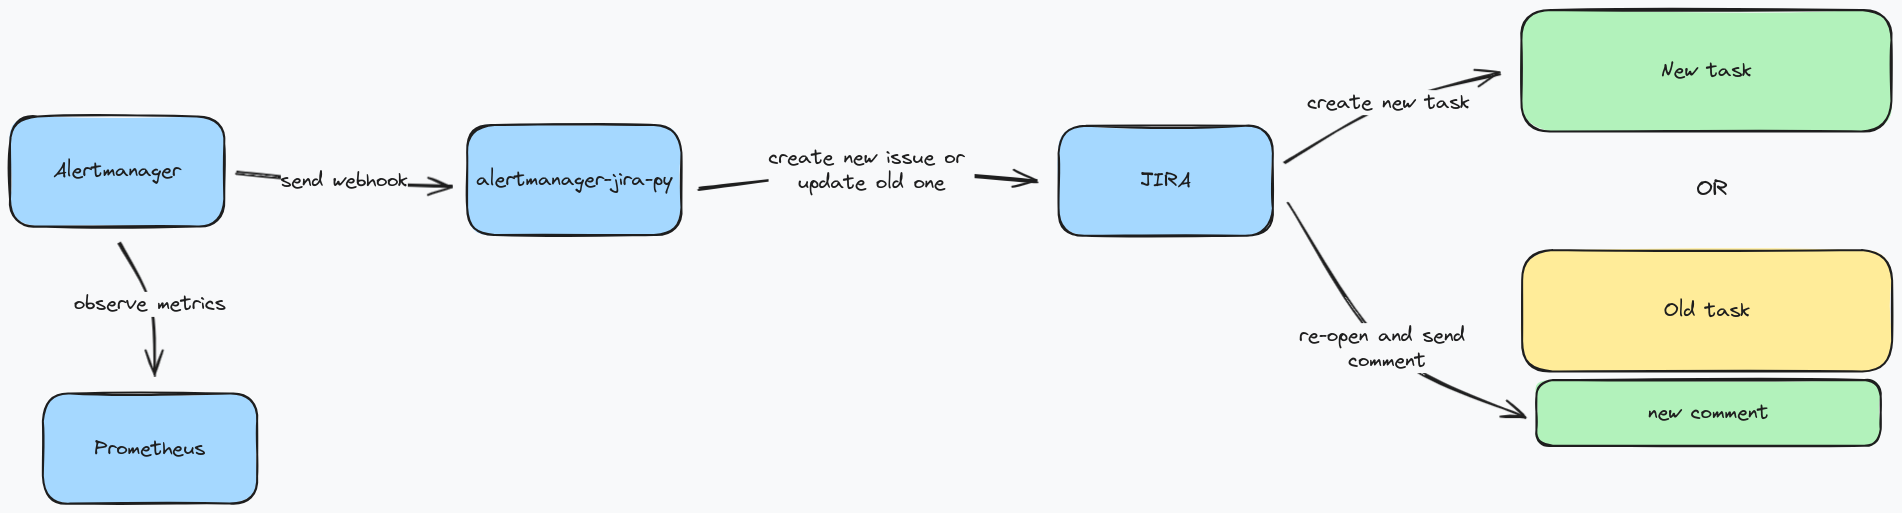 Alertmanager
send webhook
alertmanager-jira-py
create new issue or
update old one
JIRA
create new task
New task
OR
observe metrics
Prometheus
re-open and send
comment
Old task
new comment